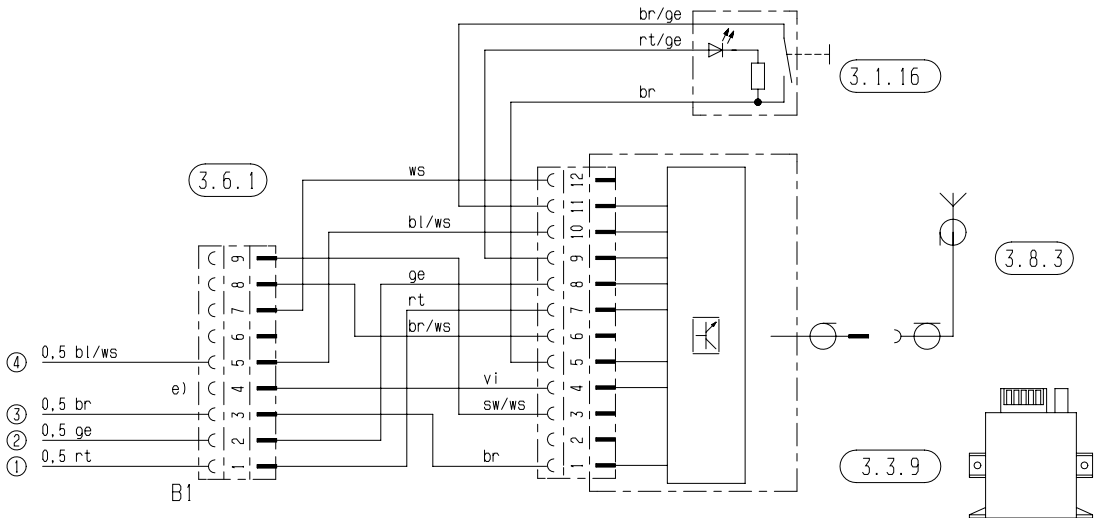 br/ge
rt/ge
3.1.16
br
3.6.1
ws
12
11
bl/ws
10
9
9
3.8.3
8
ge
8
7
rt
7
6
br/ws
6
④ 0,5 bl/ws
5
5
e)
4
vi
4
③ 0,5 br
3
sw/ws
3
② 0,5 ge
2
2
① 0,5 rt
1
br
1
3.3.9
B1